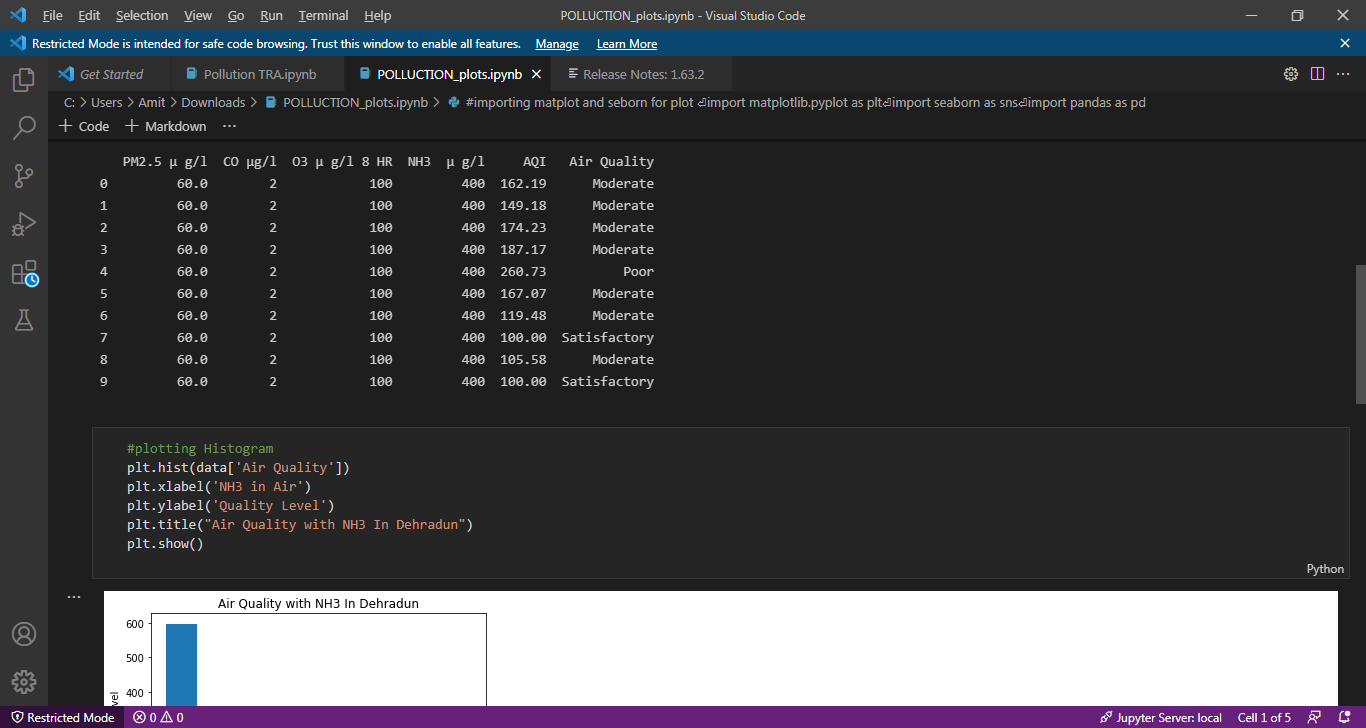 File Edit Selection View Go Run Terminal Help POLLUCTION_plots.ipynb - Visual Studio Code
Restricted Mode is intended for safe code browsing. Trust this window to enable all features. Manage Learn More
Get Started Pollution TRA.ipynb POLLUCTION_plots.ipynb Release Notes: 1.63.2
C: > Users > Amit > Downloads > POLLUCTION_plots.ipynb > #importing matplot and seborn for plot ⏎import matplotlib.pyplot as plt⏎import seaborn as sns⏎import pandas as pd
+ Code + Markdown ...
PM2.5 µ g/l CO µg/l O3 µ g/l 8 HR NH3 µ g/l AQI Air Quality
0 60.0 2 100 400 162.19 Moderate
1 60.0 2 100 400 149.18 Moderate
2 60.0 2 100 400 174.23 Moderate
3 60.0 2 100 400 187.17 Moderate
4 60.0 2 100 400 260.73 Poor
5 60.0 2 100 400 167.07 Moderate
6 60.0 2 100 400 119.48 Moderate
7 60.0 2 100 400 100.00 Satisfactory
8 60.0 2 100 400 105.58 Moderate
9 60.0 2 100 400 100.00 Satisfactory
#plotting Histogram
plt.hist(data['Air Quality'])
plt.xlabel('NH3 in Air')
plt.ylabel('Quality Level')
plt.title("Air Quality with NH3 In Dehradun")
plt.show()
Python
...
Air Quality with NH3 In Dehradun
600
500
400
Restricted Mode 0 0 Jupyter Server: local Cell 1 of 5